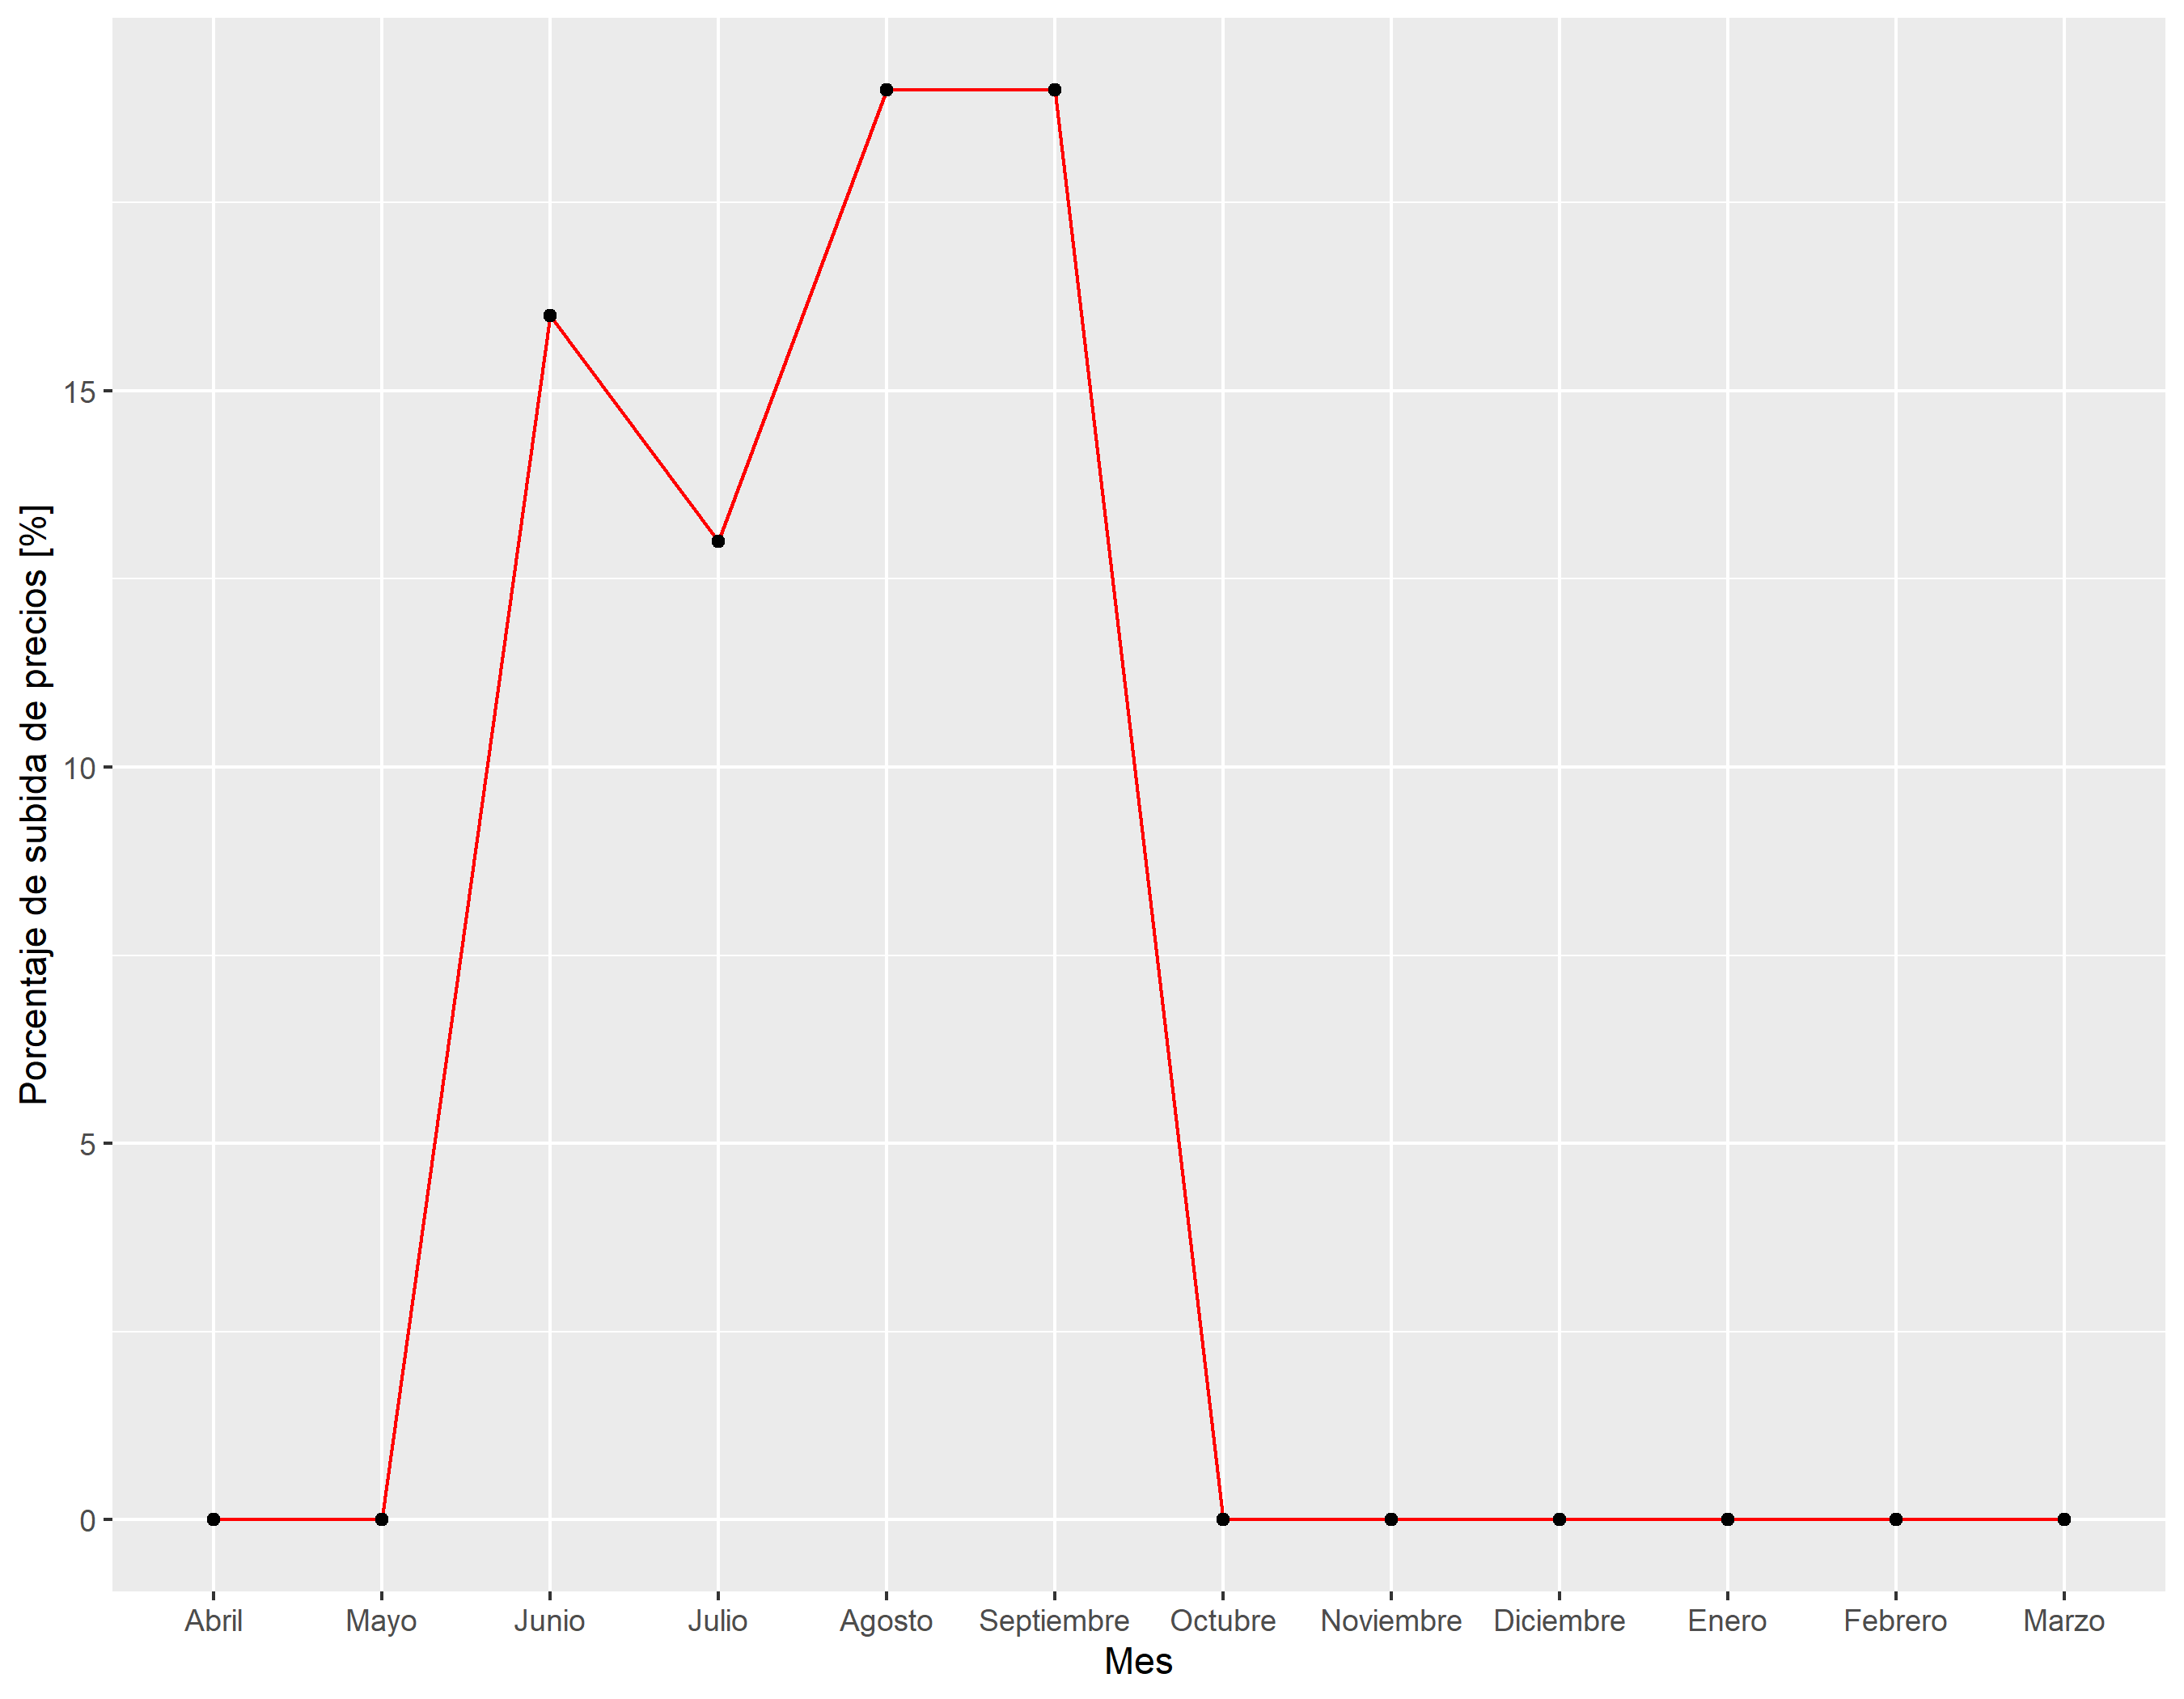 Porcentaje de subida de precios [%]
15
10
5
0
Abril Mayo Junio Julio Agosto Septiembre Octubre Noviembre Diciembre Enero Febrero Marzo
Mes